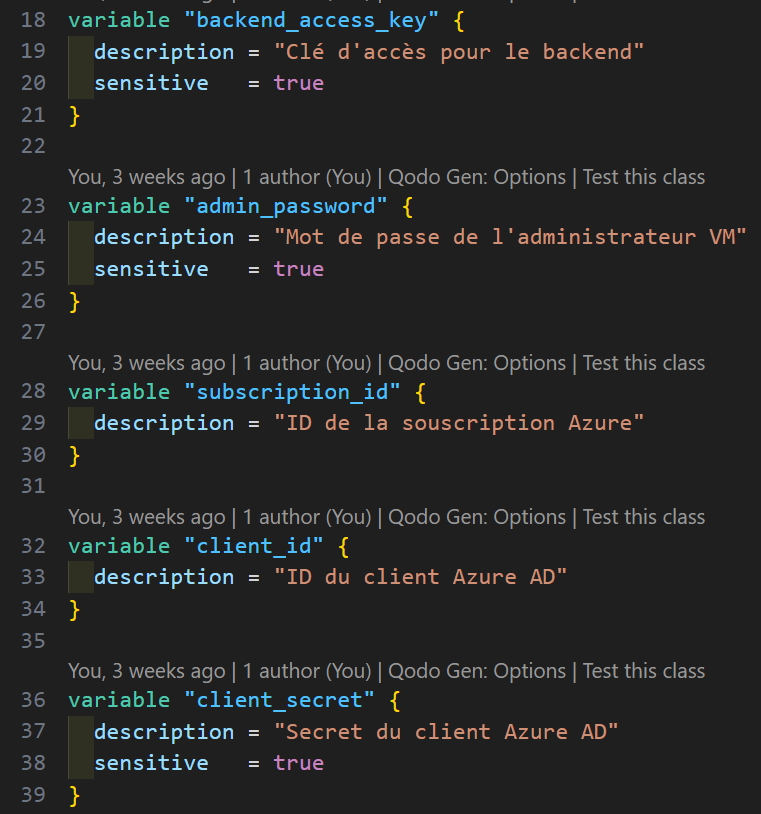 18 variable "backend_access_key" {
19 description = "Clé d'accès pour le backend"
20 sensitive = true
21 }
22
You, 3 weeks ago | 1 author (You) | Qodo Gen: Options | Test this class
23 variable "admin_password" {
24 description = "Mot de passe de l'administrateur VM"
25 sensitive = true
26 }
27
You, 3 weeks ago | 1 author (You) | Qodo Gen: Options | Test this class
28 variable "subscription_id" {
29 description = "ID de la souscription Azure"
30 }
31
You, 3 weeks ago | 1 author (You) | Qodo Gen: Options | Test this class
32 variable "client_id" {
33 description = "ID du client Azure AD"
34 }
35
You, 3 weeks ago | 1 author (You) | Qodo Gen: Options | Test this class
36 variable "client_secret" {
37 description = "Secret du client Azure AD"
38 sensitive = true
39 }